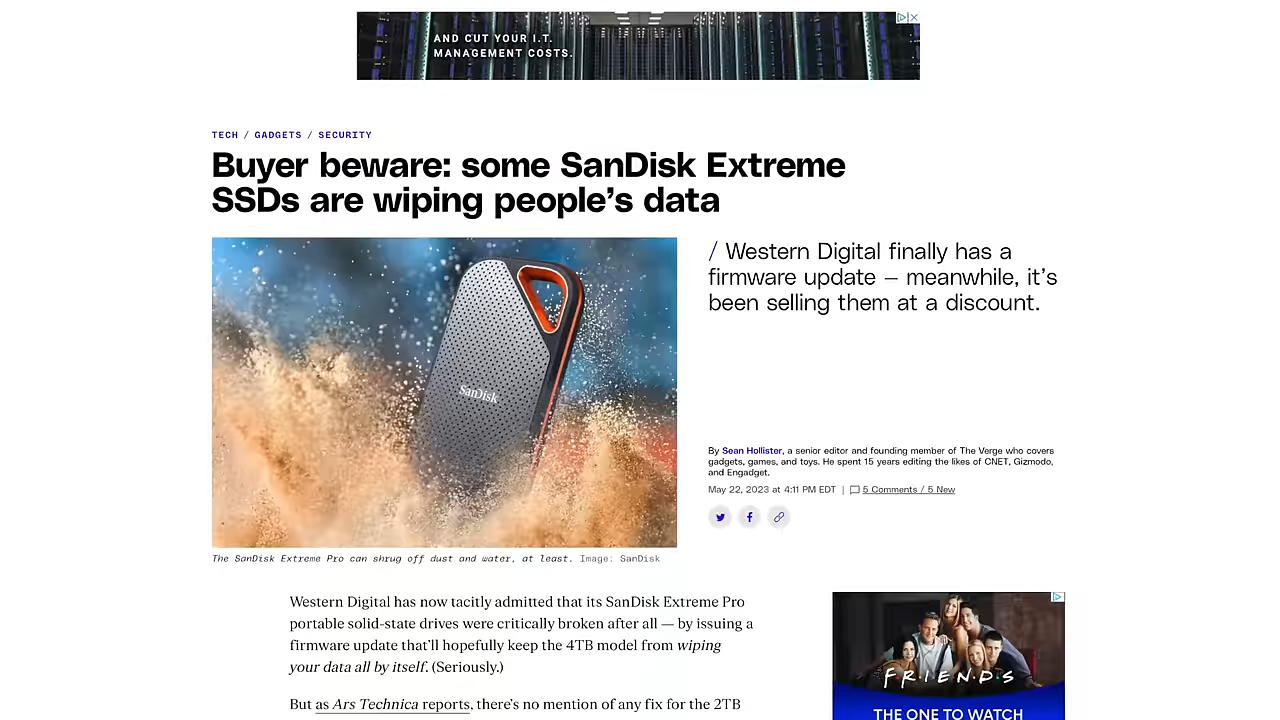 AND CUT YOUR I.T.
MANAGEMENT COSTS.
TECH / GADGETS / SECURITY
Buyer beware: some SanDisk Extreme
SSDs are wiping people’s data
/ Western Digital finally has a
firmware update — meanwhile, it’s
been selling them at a discount.
SanDisk
By Sean Hollister, a senior editor and founding member of The Verge who covers
gadgets, games, and toys. He spent 15 years editing the likes of CNET, Gizmodo,
and Engadget.
May 22, 2023 at 4:11 PM EDT | 5 Comments / 5 New
The SanDisk Extreme Pro can shrug off dust and water, at least. Image: SanDisk
Western Digital has now tacitly admitted that its SanDisk Extreme Pro
portable solid-state drives were critically broken after all — by issuing a
firmware update that’ll hopefully keep the 4TB model from wiping
your data all by itself. (Seriously.)
But as Ars Technica reports, there’s no mention of any fix for the 2TB
F·R·I·E·N·D·S
THE ONE TO WATCH